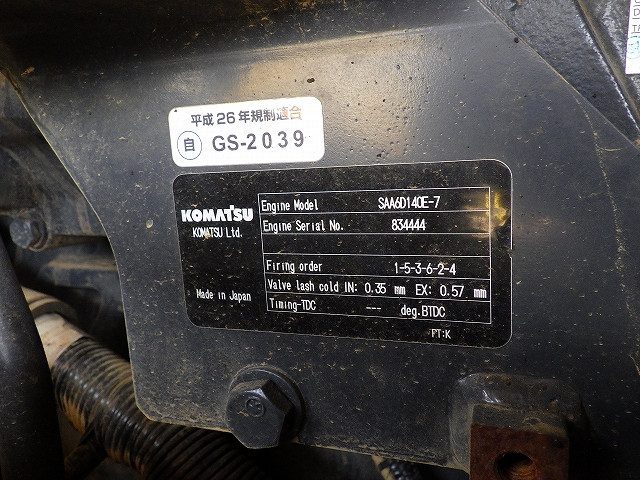 平成26年規制適合
自 GS-2039
KOMATSU
KOMATSU Ltd.
Made in Japan
Engine Model SAA6D140E-7
Engine Serial No. 834444
Firing order 1-5-3-6-2-4
Valve lash cold IN: 0.35 mm EX: 0.57 mm
Timing-TDC --- deg.BTDC
PT:K